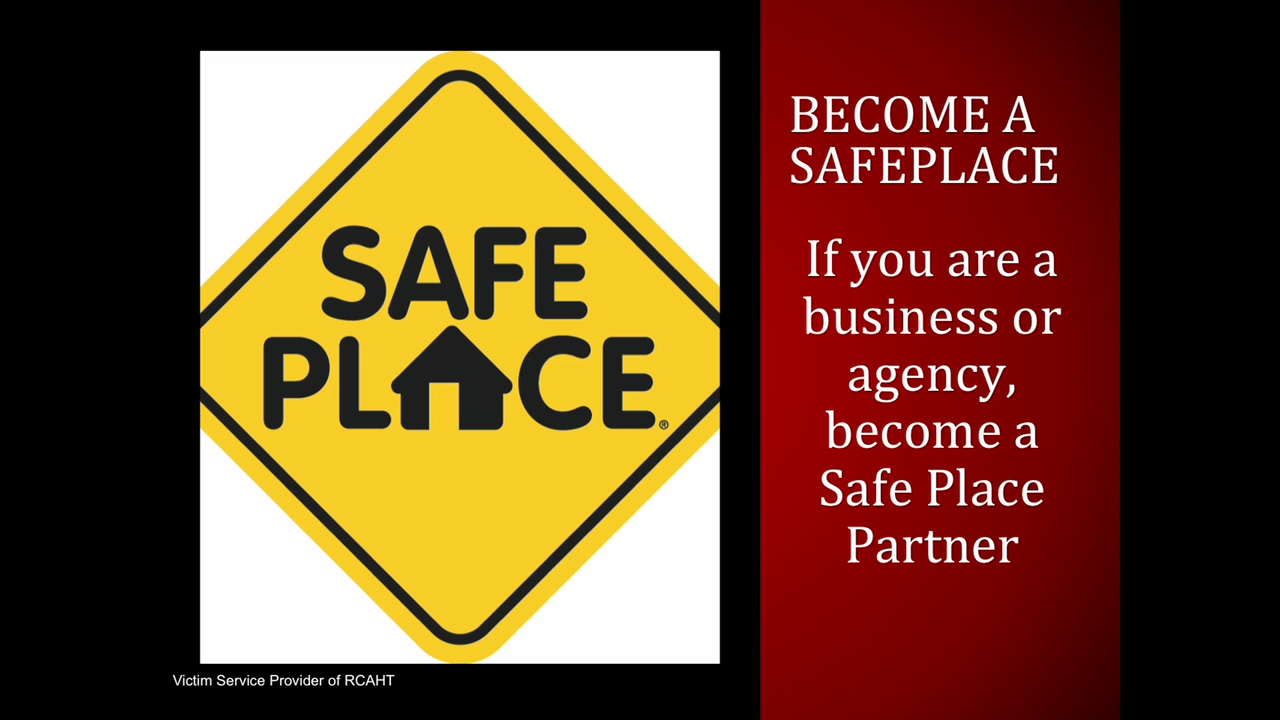 SAFE
PLACE®
Victim Service Provider of RCAHT
BECOME A
SAFEPLACE
If you are a
business or
agency,
become a
Safe Place
Partner